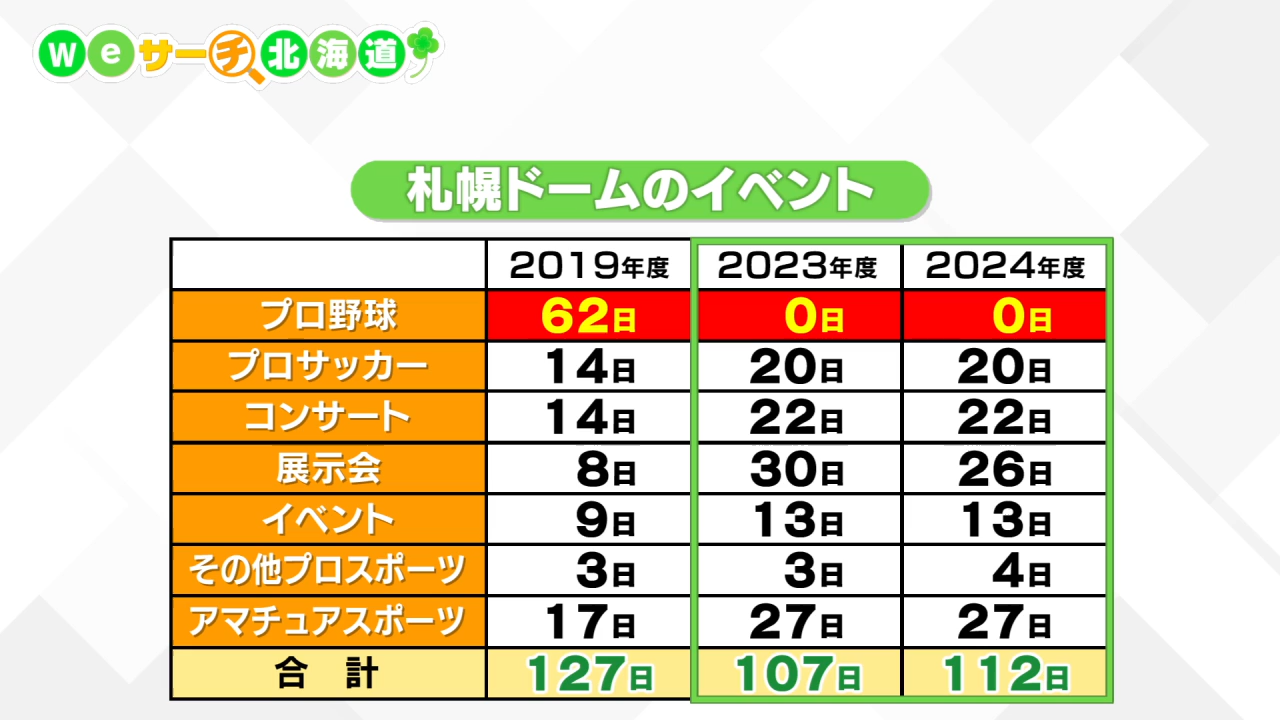 Weサーチ北海道
札幌ドームのイベント
2019年度 2023年度 2024年度
プロ野球 62日 0日 0日
プロサッカー 14日 20日 20日
コンサート 14日 22日 22日
展示会 8日 30日 26日
イベント 9日 13日 13日
その他プロスポーツ 3日 3日 4日
アマチュアスポーツ 17日 27日 27日
合計 127日 107日 112日